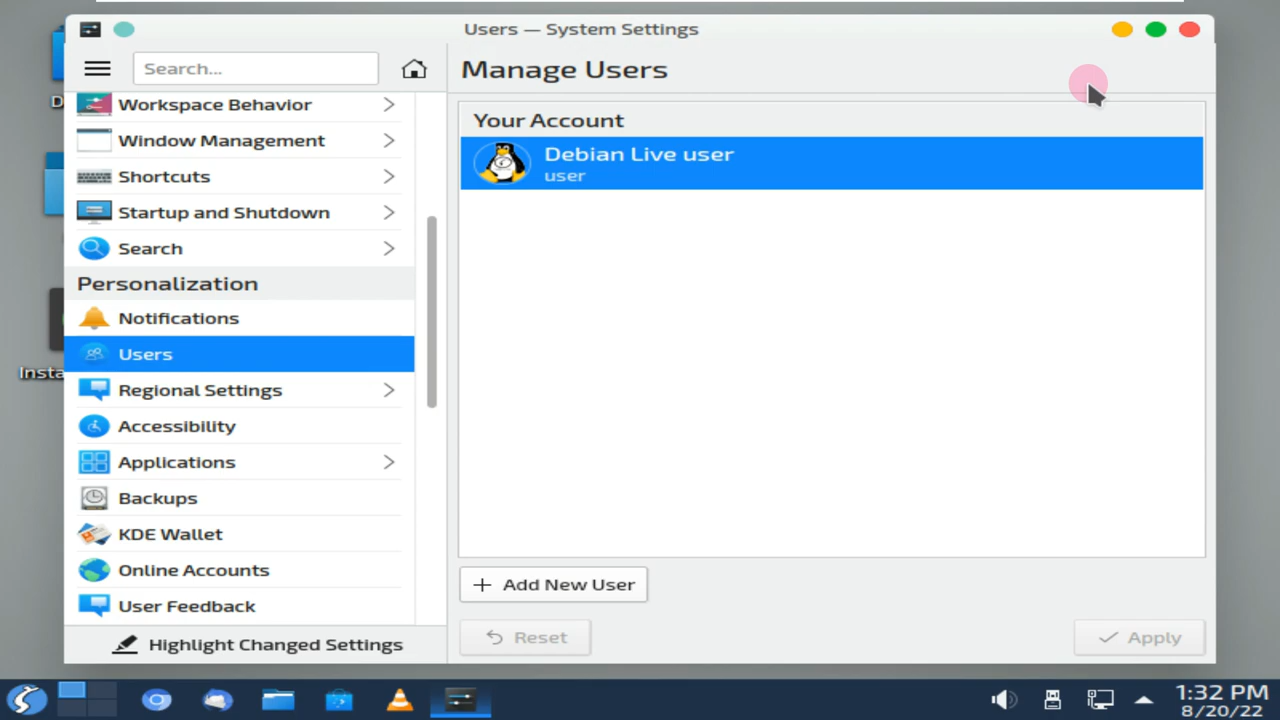 Users — System Settings
Search...
Manage Users
Workspace Behavior
Window Management
Shortcuts
Startup and Shutdown
Search
Personalization
Notifications
Users
Regional Settings
Accessibility
Applications
Backups
KDE Wallet
Online Accounts
User Feedback
Highlight Changed Settings
Your Account
Debian Live user
user
Add New User
Reset
Apply
D
Insta
1:32 PM
8/20/22